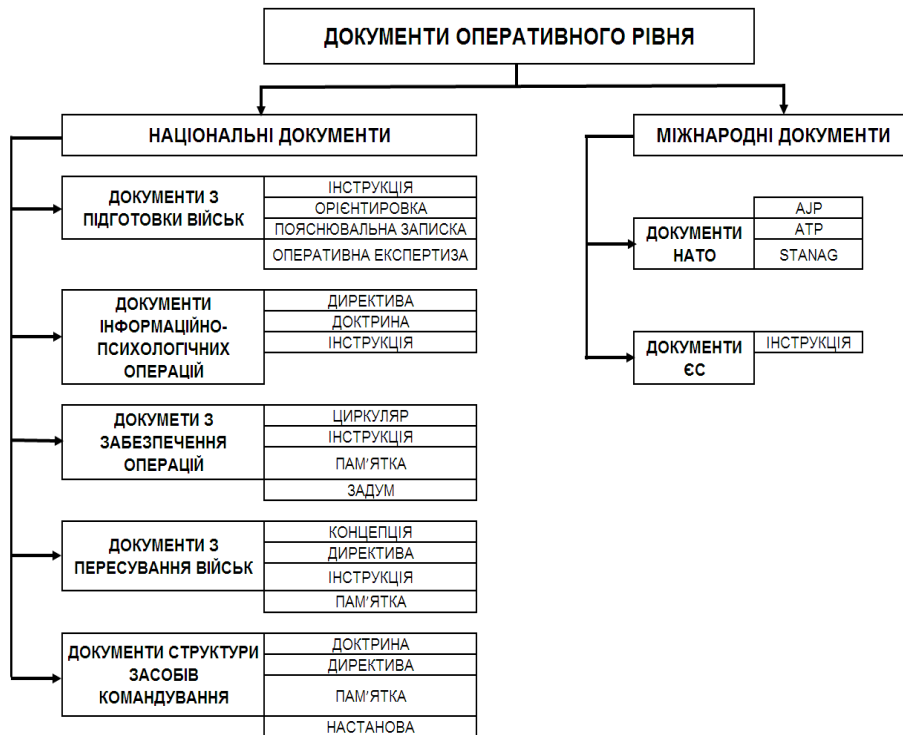 ДОКУМЕНТИ ОПЕРАТИВНОГО РІВНЯ
НАЦІОНАЛЬНІ ДОКУМЕНТИ
ДОКУМЕНТИ З
ПІДГОТОВКИ ВІЙСЬК
ІНСТРУКЦІЯ
ОРІЄНТИРОВКА
ПОЯСНЮВАЛЬНА ЗАПИСКА
ОПЕРАТИВНА ЕКСПЕРТИЗА
ДОКУМЕНТИ
ІНФОРМАЦІЙНО-
ПСИХОЛОГІЧНИХ
ОПЕРАЦІЙ
ДИРЕКТИВА
ДОКТРИНА
ІНСТРУКЦІЯ
ДОКУМЕТИ З
ЗАБЕЗПЕЧЕННЯ
ОПЕРАЦІЙ
ЦИРКУЛЯР
ІНСТРУКЦІЯ
ПАМ'ЯТКА
ЗАДУМ
ДОКУМЕНТИ З
ПЕРЕСУВАННЯ ВІЙСЬК
КОНЦЕПЦІЯ
ДИРЕКТИВА
ІНСТРУКЦІЯ
ПАМ'ЯТКА
ДОКУМЕНТИ СТРУКТУРИ
ЗАСОБІВ
КОМАНДУВАННЯ
ДОКТРИНА
ДИРЕКТИВА
ПАМ'ЯТКА
НАСТАНОВА
МІЖНАРОДНІ ДОКУМЕНТИ
ДОКУМЕНТИ
НАТО
AJP
ATP
STANAG
ДОКУМЕНТИ
ЄС
ІНСТРУКЦІЯ